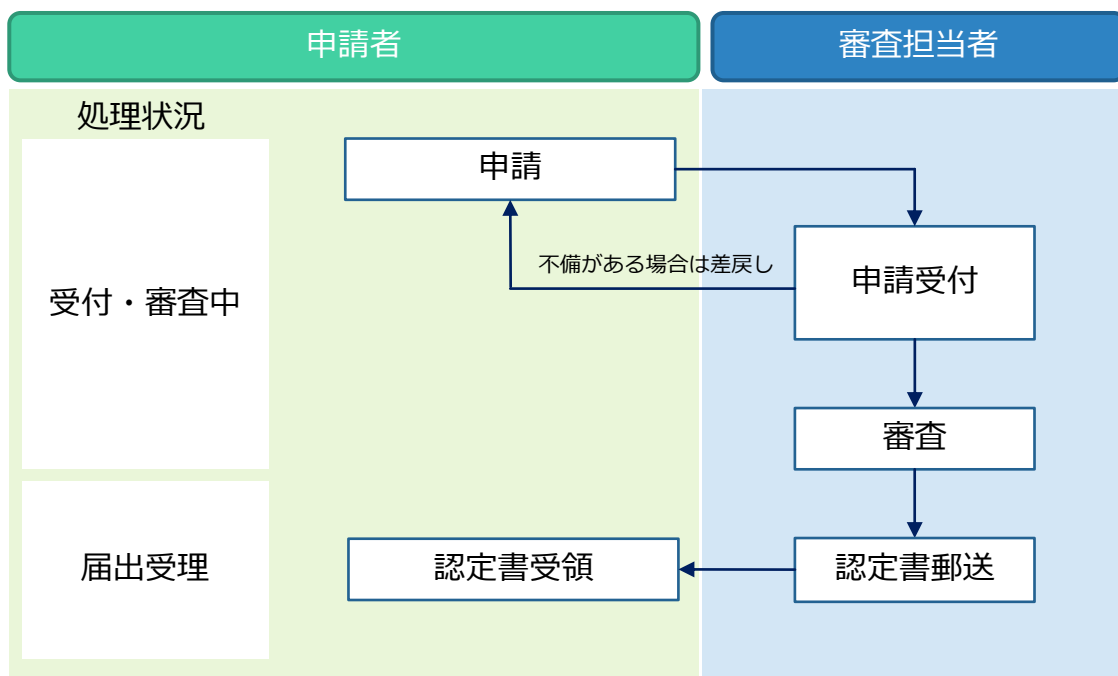 申請者
審査担当者
処理状況
申請
不備がある場合は差戻し
申請受付
受付・審査中
審査
届出受理
認定書受領
認定書郵送